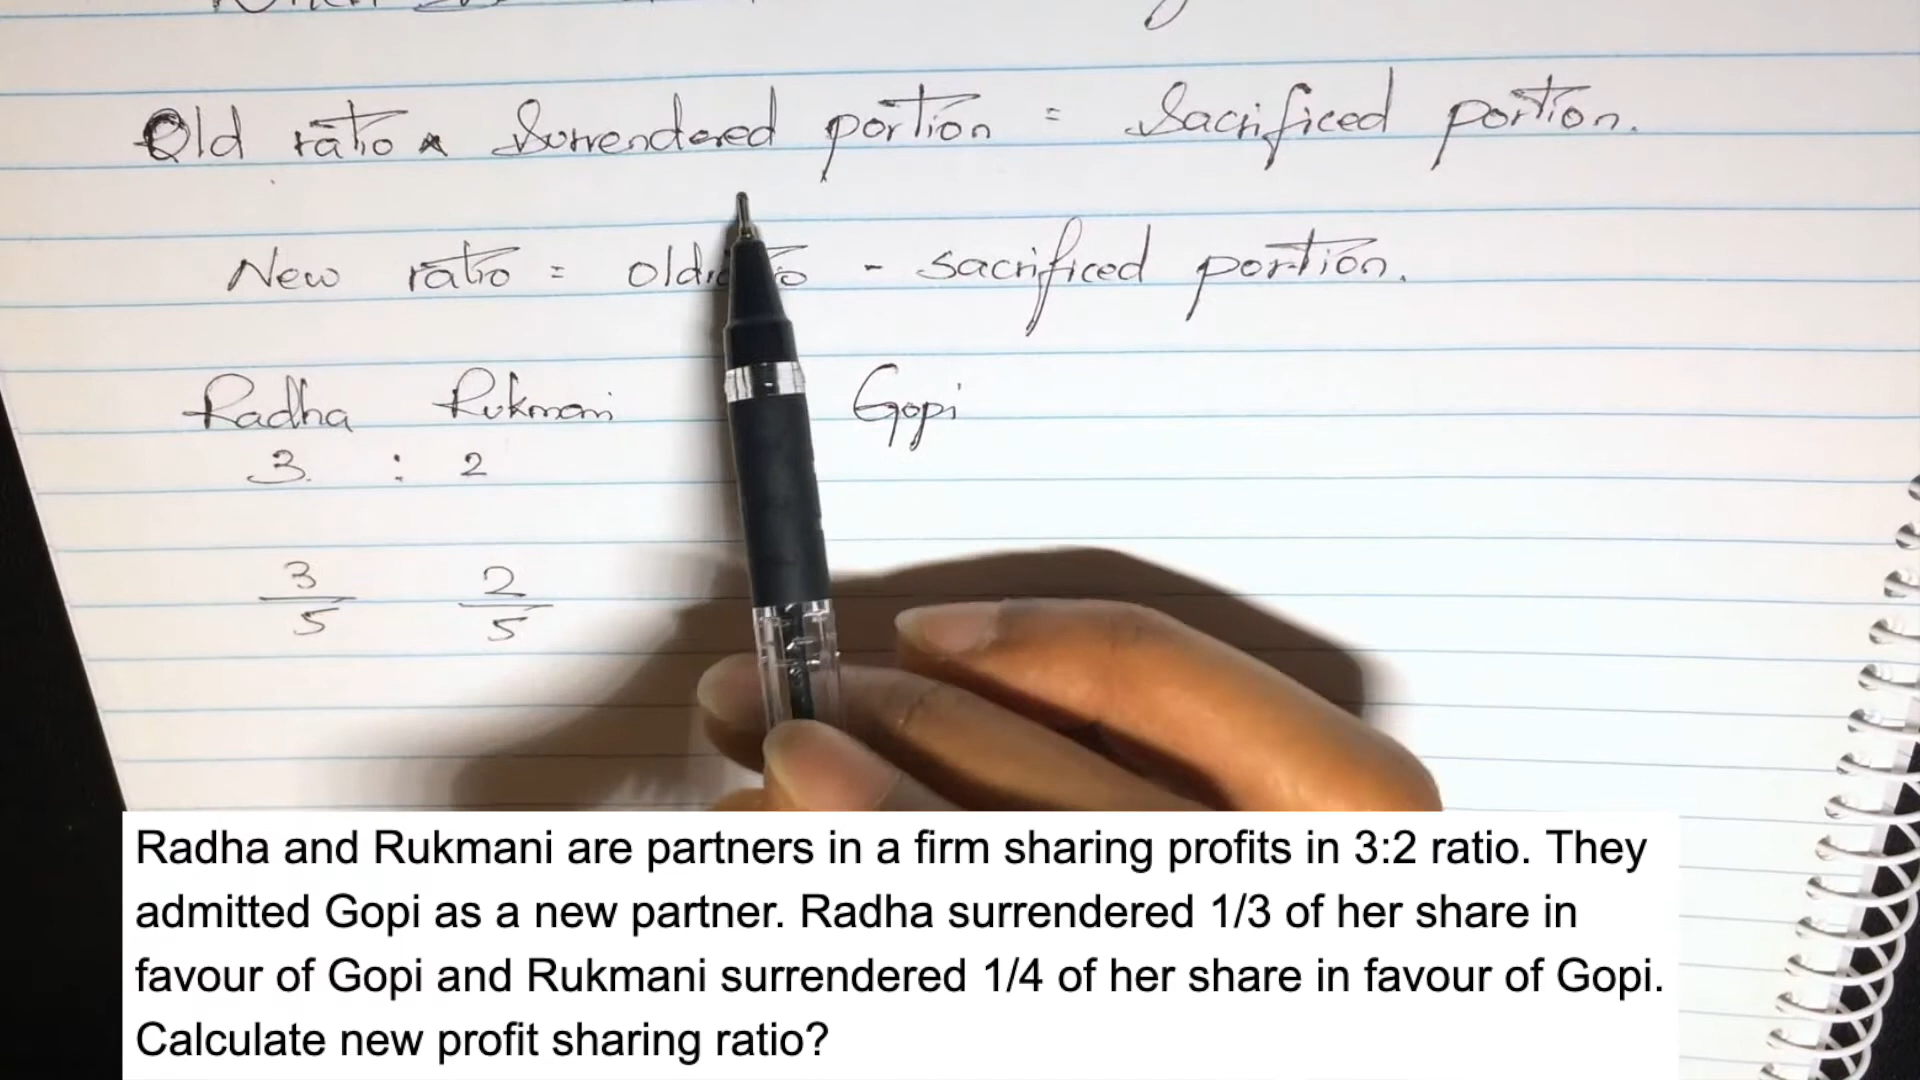 Old ratio × Surrendered portion = Sacrificed portion.
New ratio = old - sacrificed portion.
Radha Rukmani Gopi
3 : 2
3/5 2/5
Radha and Rukmani are partners in a firm sharing profits in 3:2 ratio. They
admitted Gopi as a new partner. Radha surrendered 1/3 of her share in
favour of Gopi and Rukmani surrendered 1/4 of her share in favour of Gopi.
Calculate new profit sharing ratio?